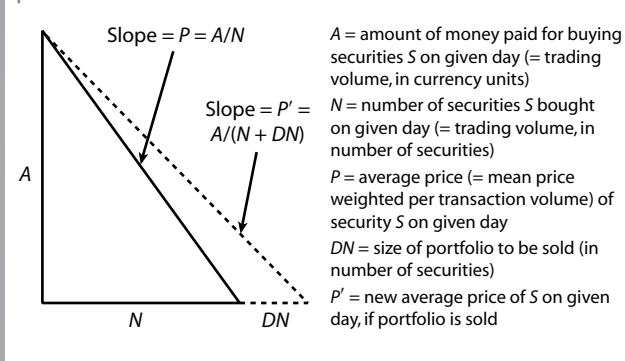 Slope = P = A/N
Slope = P′ =
A/(N + DN)
A
N
DN
A = amount of money paid for buying
securities S on given day (= trading
volume, in currency units)
N = number of securities S bought
on given day (= trading volume, in
number of securities)
P = average price (= mean price
weighted per transaction volume) of
security S on given day
DN = size of portfolio to be sold (in
number of securities)
P′ = new average price of S on given
day, if portfolio is sold